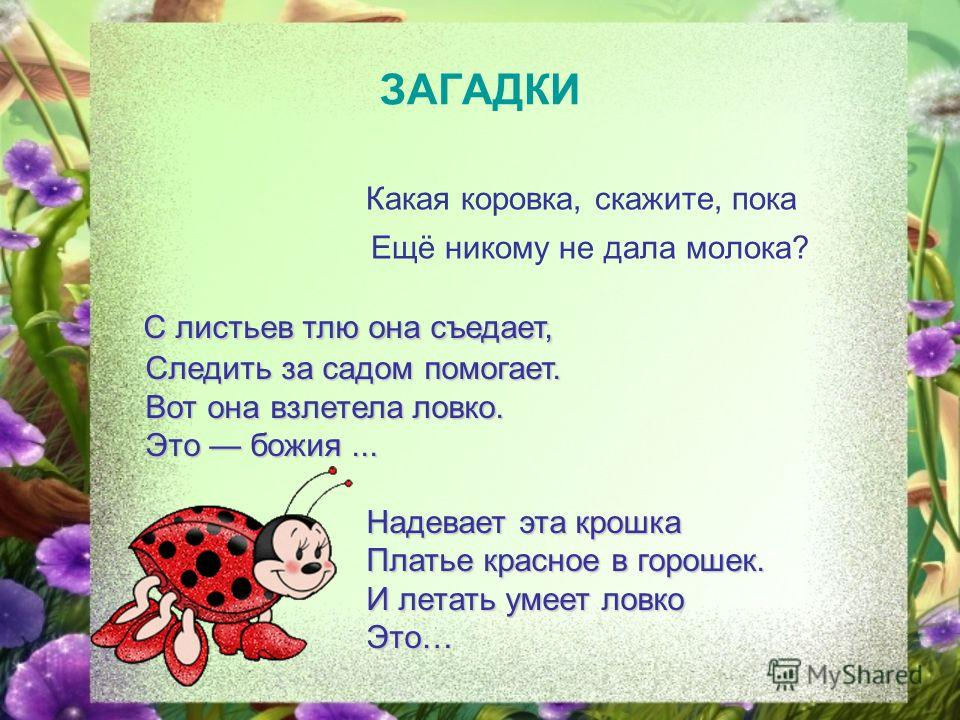 ЗАГАДКИ
Какая коровка, скажите, пока
Ещё никому не дала молока?
С листьев тлю она съедает,
Следить за садом помогает.
Вот она взлетела ловко.
Это — божия ...
Надевает эта крошка
Платье красное в горошек.
И летать умеет ловко
Это…
MyShared